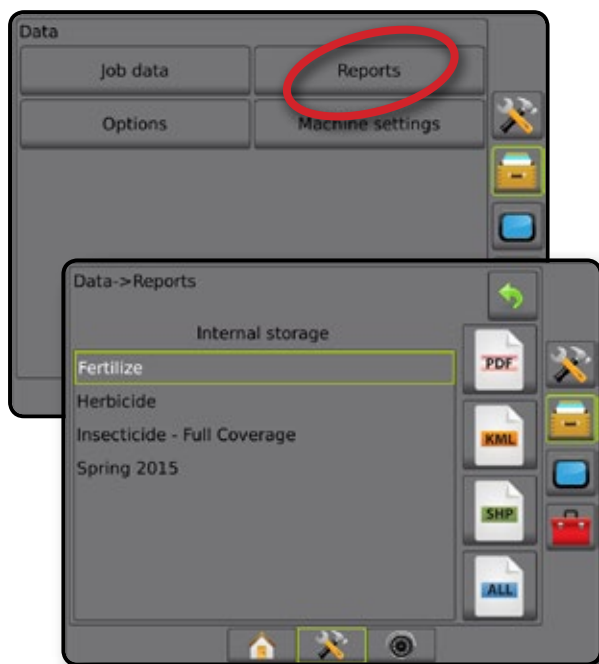 Data
Job data
Reports
Options
Machine settings
Data->Reports
Internal storage
Fertilize
Herbicide
Insecticide - Full Coverage
Spring 2015
PDF
KML
SHP
ALL